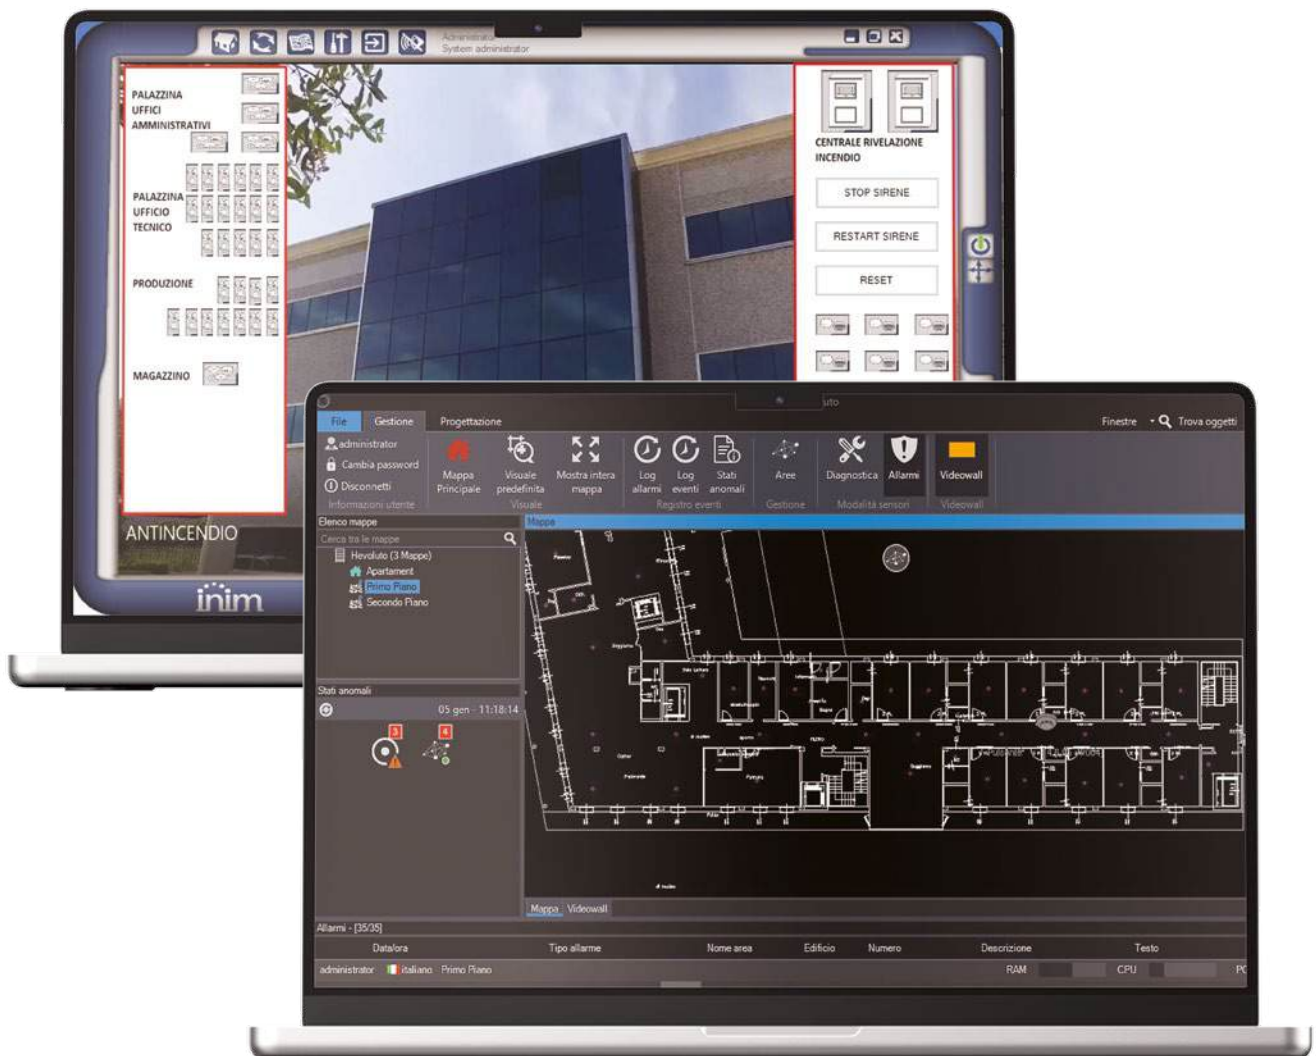 Administrator
System administrator
PALAZZINA
UFFICI
AMMINISTRATIVI
PALAZZINA
UFFICIO
TECNICO
PRODUZIONE
MAGAZZINO
ANTINCENDIO
CENTRALE RIVELAZIONE
INCENDIO
STOP SIRENE
RESTART SIRENE
RESET
inim
uto
File Gestione Progettazione Finestre Trova oggetti
administrator
Cambia password
Disconnetti
Informazioni utente
Mappa
Principale
Visuale
predefinita
Mostra intera
mappa
Visuale
Log
allarmi
Log
eventi
Stati
anomali
Registro eventi
Aree
Gestione
Diagnostica
Allarmi
Modalità sensori
Videowall
Videowall
Elenco mappe
Cerca tra le mappe
Hevoluto (3 Mappe)
Apartament
Primo Piano
Secondo Piano
Stati anomali
05 gen - 11:18:14
3
4
Mappe
Mappa Videowall
Allarmi - [35/35]
Data/ora Tipo allarme Nome area Edificio Numero Descrizione Testo
administrator italiano Primo Piano RAM CPU